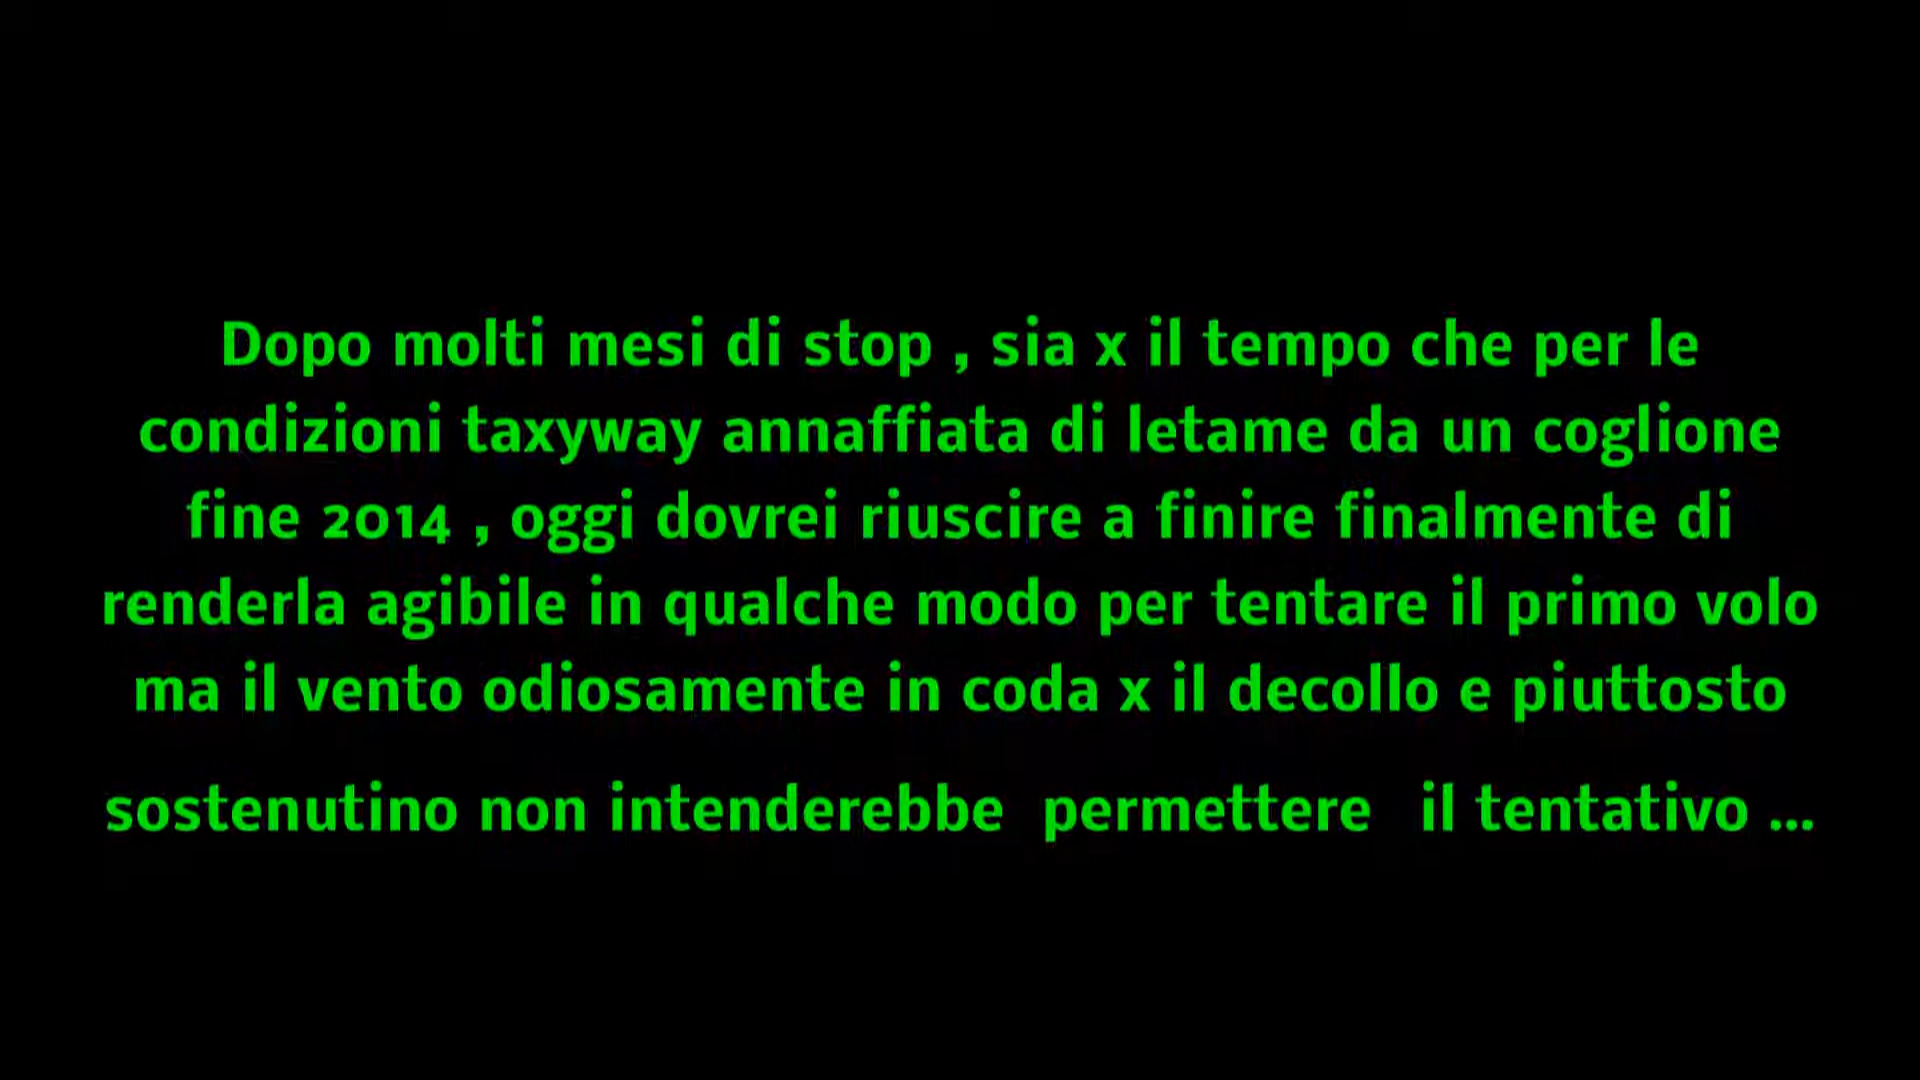 Dopo molti mesi di stop , sia x il tempo che per le
condizioni taxyway annaffiata di letame da un coglione
fine 2014 , oggi dovrei riuscire a finire finalmente di
renderla agibile in qualche modo per tentare il primo volo
ma il vento odiosamente in coda x il decollo e piuttosto
sostenutino non intenderebbe permettere il tentativo ...